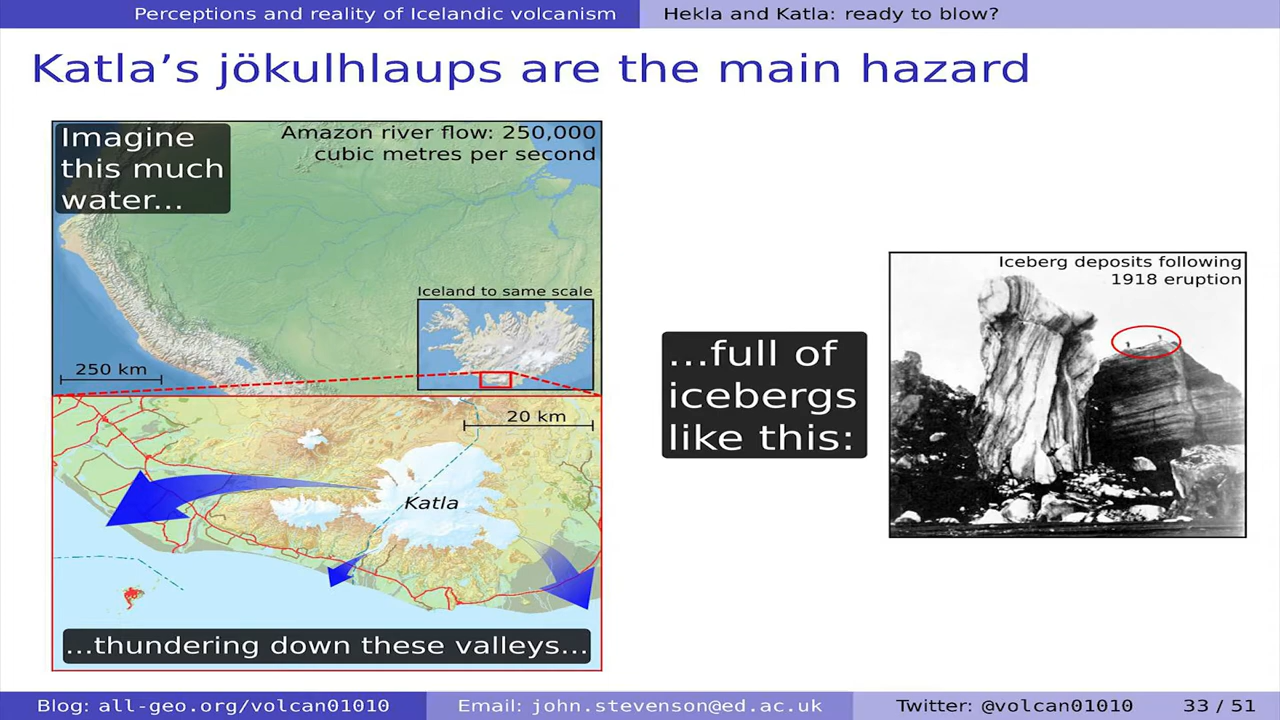 Perceptions and reality of Icelandic volcanism
Hekla and Katla: ready to blow?
Katla's jökulhlaups are the main hazard
Imagine
this much
water...
Amazon river flow: 250,000
cubic metres per second
Iceland to same scale
250 km
20 km
Katla
...thundering down these valleys...
...full of
icebergs
like this:
Iceberg deposits following
1918 eruption
Blog: all-geo.org/volcan01010
Email: john.stevenson@ed.ac.uk
Twitter: @volcan01010
33 / 51